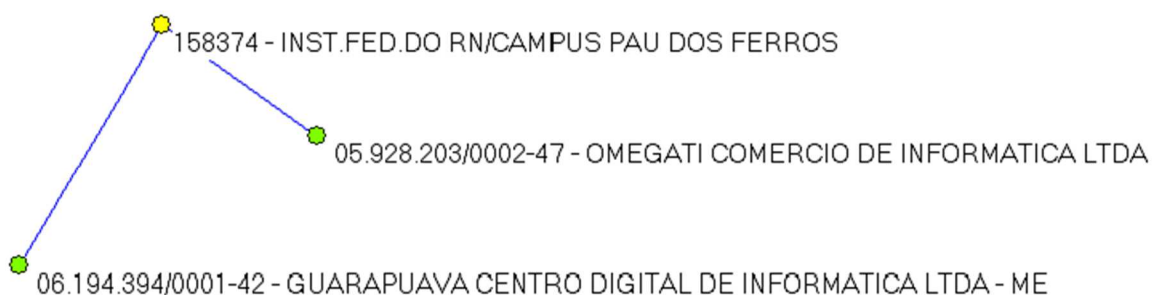 158374 - INST.FED.DO RN/CAMPUS PAU DOS FERROS
05.928.203/0002-47 - OMEGATI COMERCIO DE INFORMATICA LTDA
06.194.394/0001-42 - GUARAPUAVA CENTRO DIGITAL DE INFORMATICA LTDA - ME